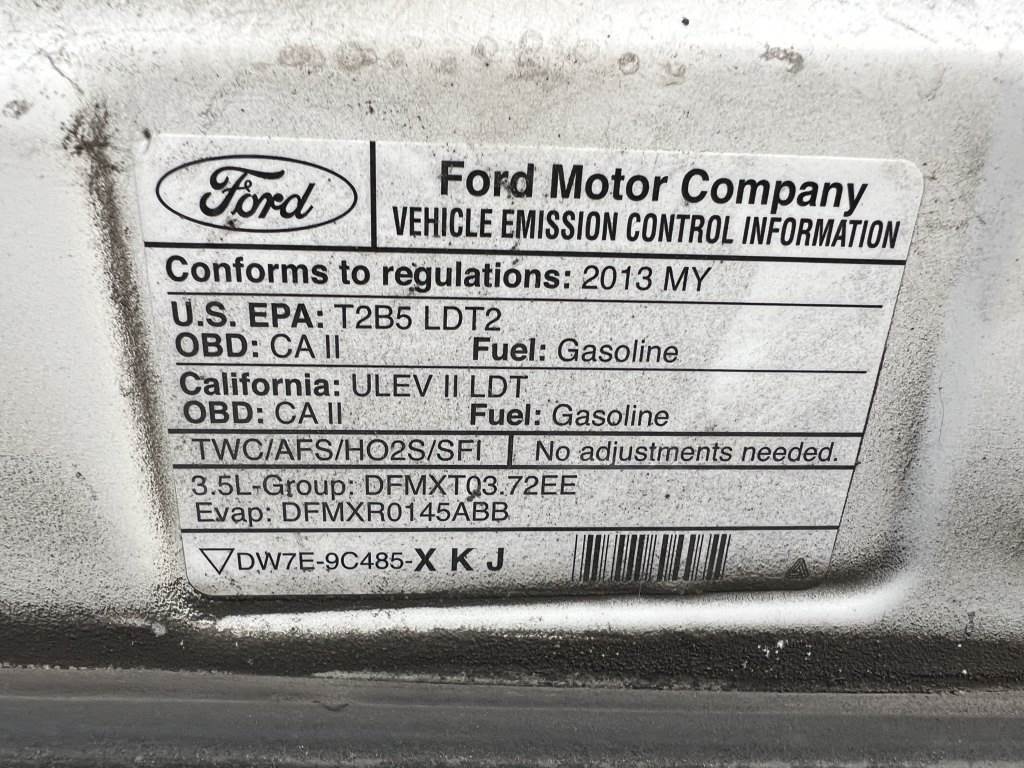 Ford
Ford Motor Company
VEHICLE EMISSION CONTROL INFORMATION
Conforms to regulations: 2013 MY
U.S. EPA: T2B5 LDT2
OBD: CA II Fuel: Gasoline
California: ULEV II LDT
OBD: CA II Fuel: Gasoline
TWC/AFS/HO2S/SFI No adjustments needed.
3.5L-Group: DFMXT03.72EE
Evap: DFMXR0145ABB
DW7E-9C485-X K J